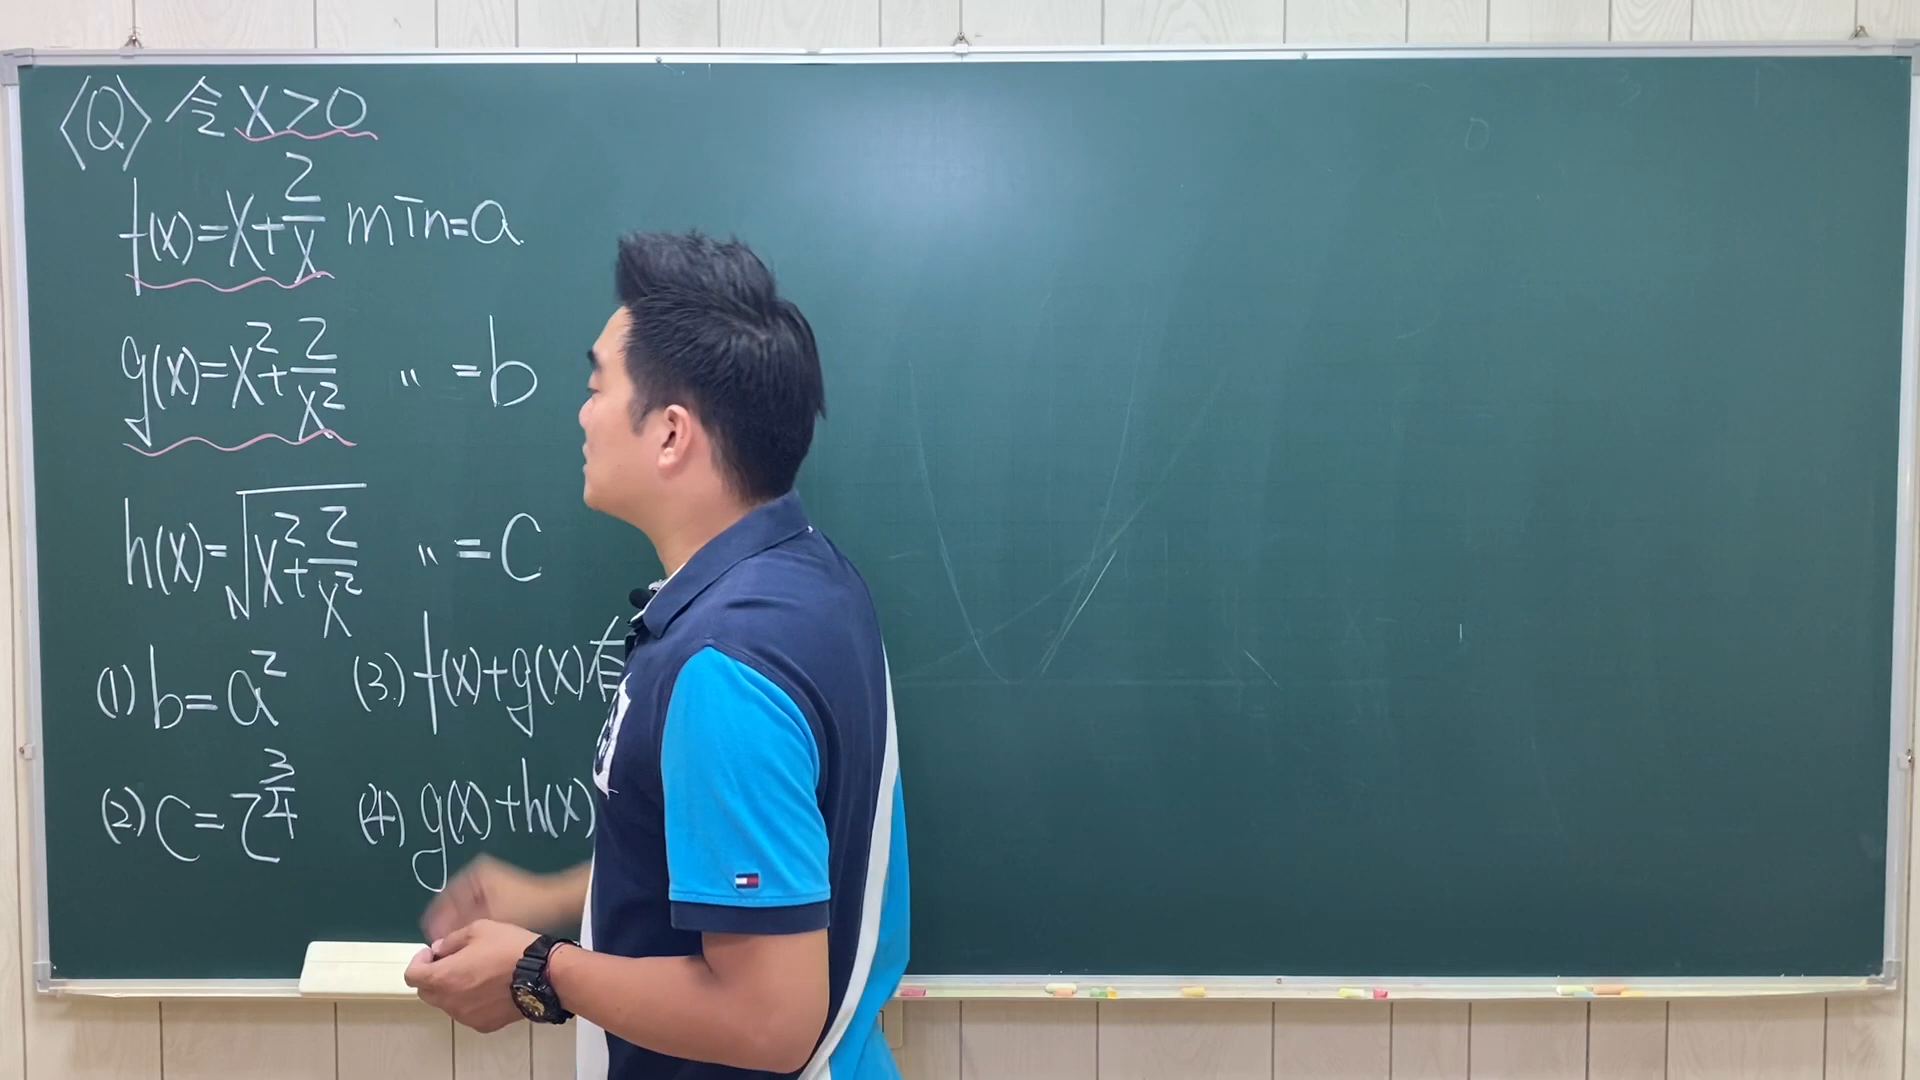 〈Q〉令 x>0
f(x)=x+2/x min=a
g(x)=x²+2/x² 〃 =b
h(x)=√(x²+2/x²) 〃 =c
(1) b=a² (3) f(x)+g(x)有
(2) c=2^(3/4) (4) g(x)+h(x)